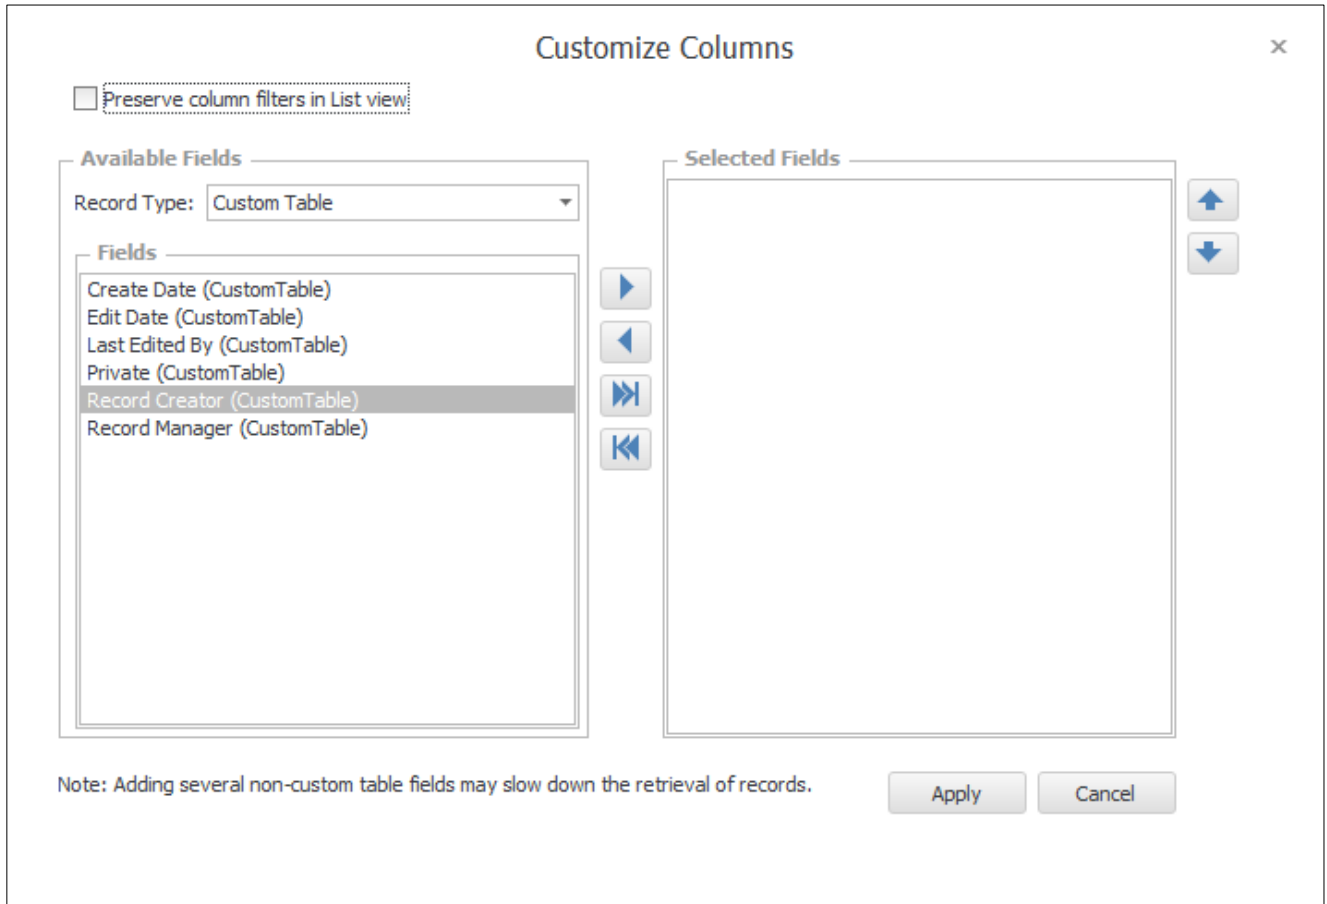 Customize Columns
Preserve column filters in List view
Available Fields
Record Type: Custom Table
Fields
Create Date (CustomTable)
Edit Date (CustomTable)
Last Edited By (CustomTable)
Private (CustomTable)
Record Creator (CustomTable)
Record Manager (CustomTable)
Selected Fields
Note: Adding several non-custom table fields may slow down the retrieval of records.
Apply Cancel